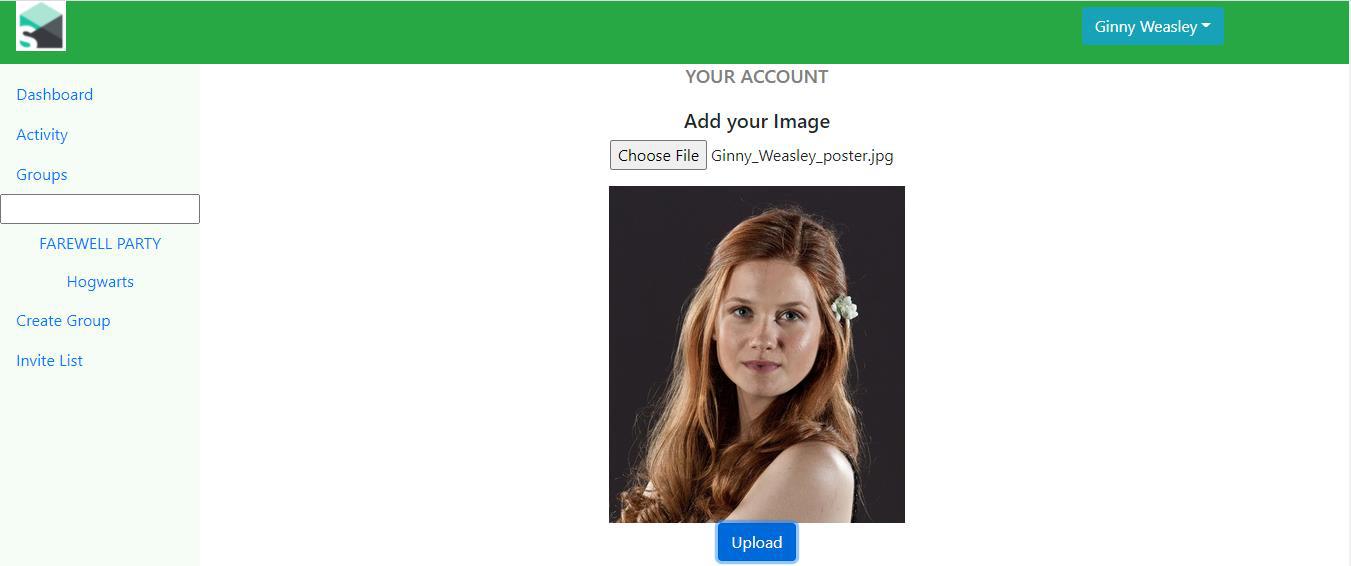 S
Ginny Weasley
YOUR ACCOUNT
Dashboard
Add your Image
Activity
Choose File Ginny_Weasley_poster.jpg
Groups
FAREWELL PARTY
Hogwarts
Create Group
Invite List
Upload